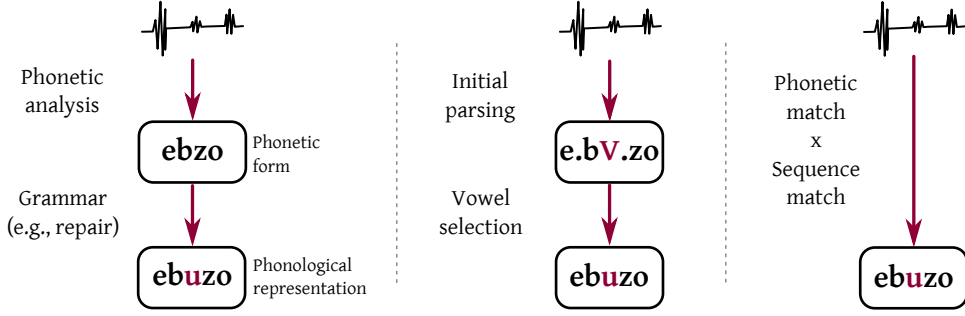 Phonetic
analysis
ebzo
Phonetic
form
Grammar
(e.g., repair)
ebuzo
Phonological
representation
Initial
parsing
e.bV.zo
Vowel
selection
ebuzo
Phonetic
match
x
Sequence
match
ebuzo